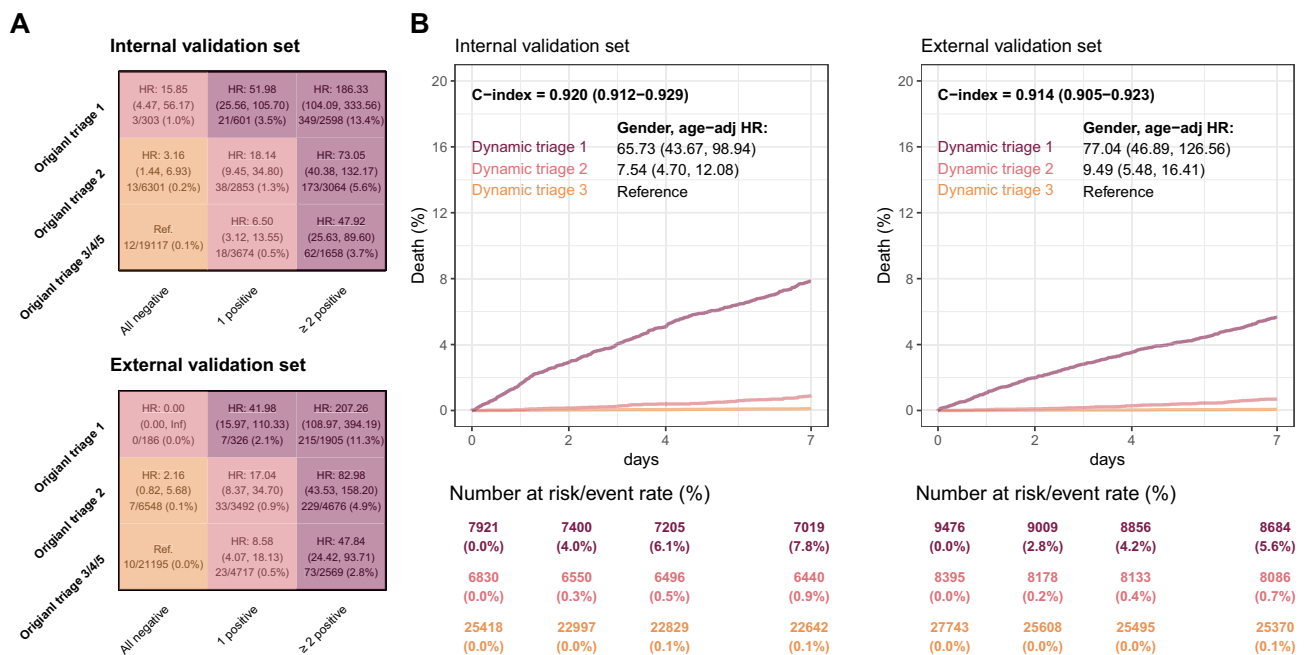 A
Internal validation set
Origianl triage 1
HR: 15.85
(4.47, 56.17)
3/303 (1.0%)
HR: 51.98
(25.56, 105.70)
21/601 (3.5%)
HR: 186.33
(104.09, 333.56)
349/2598 (13.4%)
Origianl triage 2
HR: 3.16
(1.44, 6.93)
13/6301 (0.2%)
HR: 18.14
(9.45, 34.80)
38/2853 (1.3%)
HR: 73.05
(40.38, 132.17)
173/3064 (5.6%)
Origianl triage 3/4/5
Ref.
12/19117 (0.1%)
HR: 6.50
(3.12, 13.55)
18/3674 (0.5%)
HR: 47.92
(25.63, 89.60)
62/1658 (3.7%)
All negative
1 positive
≥ 2 positive
External validation set
Origianl triage 1
HR: 0.00
(0.00, Inf)
0/186 (0.0%)
HR: 41.98
(15.97, 110.33)
7/326 (2.1%)
HR: 207.26
(108.97, 394.19)
215/1905 (11.3%)
Origianl triage 2
HR: 2.16
(0.82, 5.68)
7/6548 (0.1%)
HR: 17.04
(8.37, 34.70)
33/3492 (0.9%)
HR: 82.98
(43.53, 158.20)
229/4676 (4.9%)
Origianl triage 3/4/5
Ref.
10/21195 (0.0%)
HR: 8.58
(4.07, 18.13)
23/4717 (0.5%)
HR: 47.84
(24.42, 93.71)
73/2569 (2.8%)
All negative
1 positive
≥ 2 positive
B
Internal validation set
Death (%)
20
16
12
8
4
0
C−index = 0.920 (0.912−0.929)
Gender, age−adj HR:
Dynamic triage 1 65.73 (43.67, 98.94)
Dynamic triage 2 7.54 (4.70, 12.08)
Dynamic triage 3 Reference
0 2 4 7
days
Number at risk/event rate (%)
7921 7400 7205 7019
(0.0%) (4.0%) (6.1%) (7.8%)
6830 6550 6496 6440
(0.0%) (0.3%) (0.5%) (0.9%)
25418 22997 22829 22642
(0.0%) (0.0%) (0.1%) (0.1%)
External validation set
Death (%)
20
16
12
8
4
0
C−index = 0.914 (0.905−0.923)
Gender, age−adj HR:
Dynamic triage 1 77.04 (46.89, 126.56)
Dynamic triage 2 9.49 (5.48, 16.41)
Dynamic triage 3 Reference
0 2 4 7
days
Number at risk/event rate (%)
9476 9009 8856 8684
(0.0%) (2.8%) (4.2%) (5.6%)
8395 8178 8133 8086
(0.0%) (0.2%) (0.4%) (0.7%)
27743 25608 25495 25370
(0.0%) (0.0%) (0.0%) (0.1%)